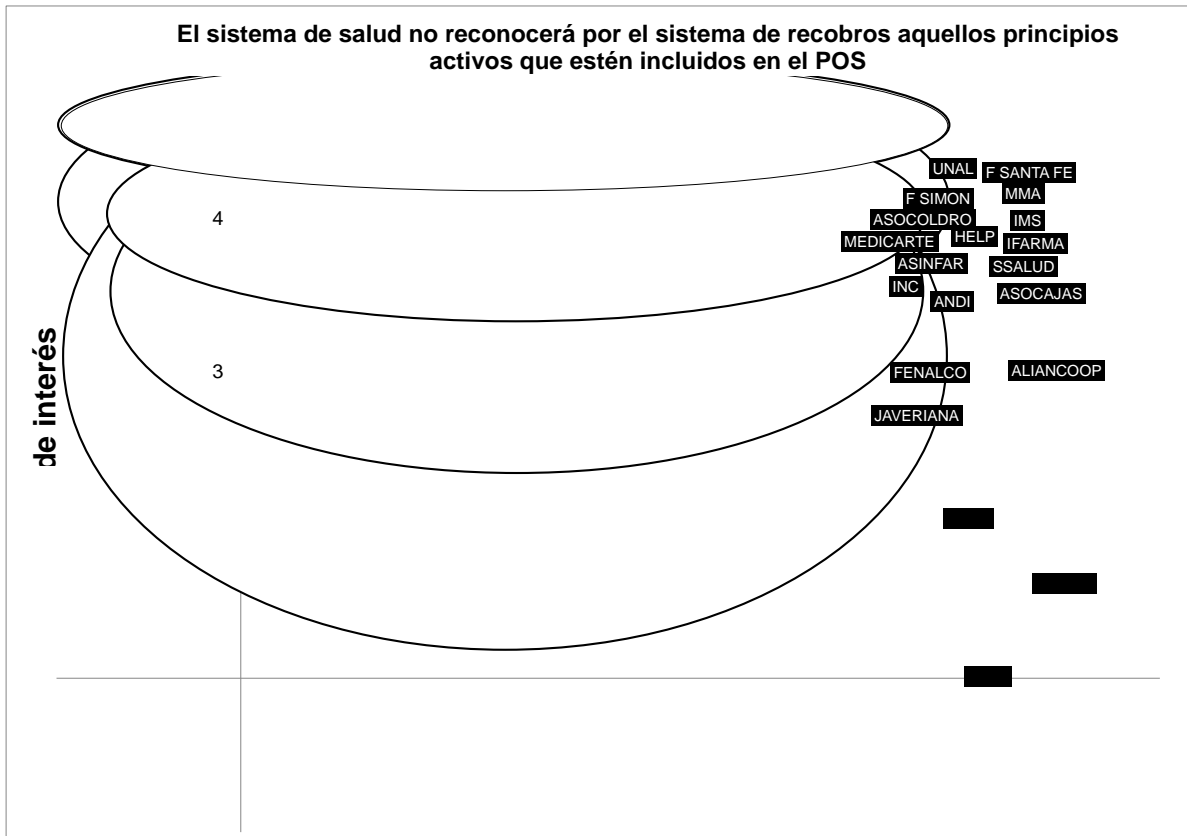 El sistema de salud no reconocerá por el sistema de recobros aquellos principios
activos que estén incluidos en el POS
UNAL
F SANTA FE
F SIMON
MMA
4
ASOCOLDRO
IMS
MEDICARTE
HELP
IFARMA
ASINFAR
SSALUD
INC
ANDI
ASOCAJAS
de interés
3
FENALCO
ALIANCOOP
JAVERIANA